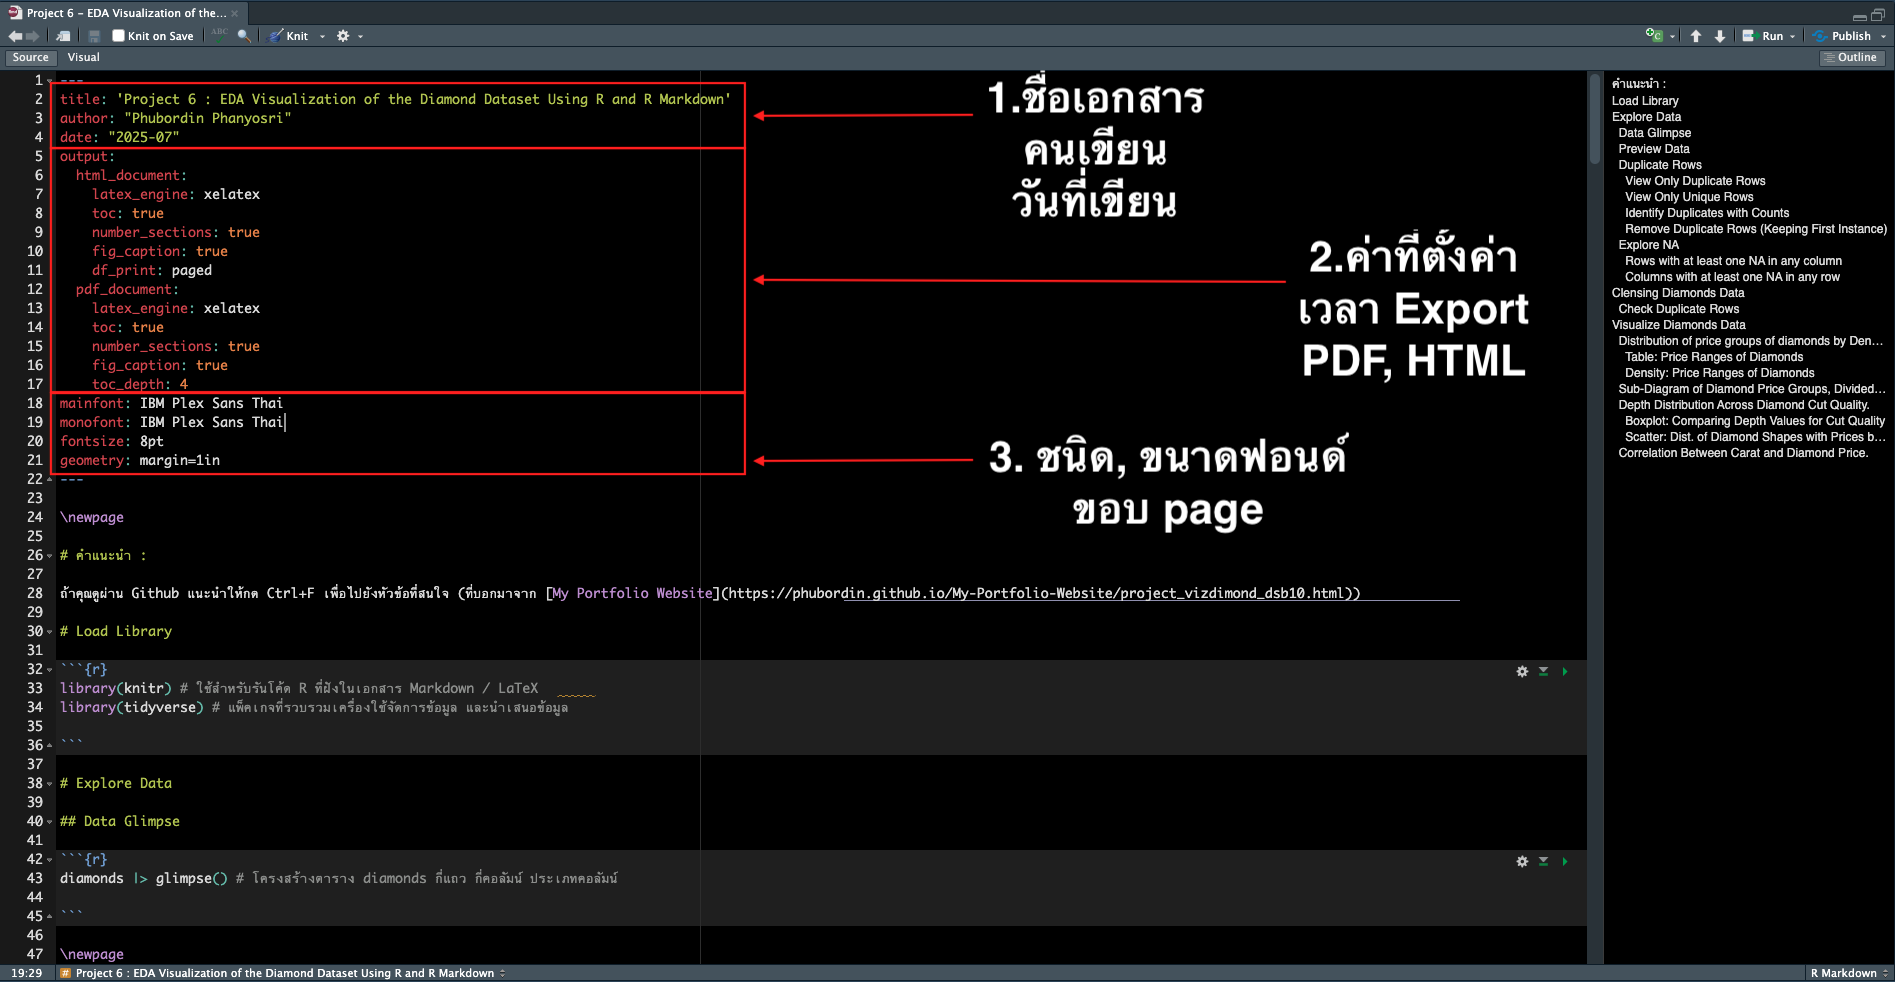 Project 6 – EDA Visualization of the...
Knit on Save
ABC
Knit
Run
Publish
Source
Visual
Outline
1 ---
2 title: 'Project 6 : EDA Visualization of the Diamond Dataset Using R and R Markdown'
3 author: "Phubordin Phanyosri"
4 date: "2025-07"
5 output:
6 html_document:
7 latex_engine: xelatex
8 toc: true
9 number_sections: true
10 fig_caption: true
11 df_print: paged
12 pdf_document:
13 latex_engine: xelatex
14 toc: true
15 number_sections: true
16 fig_caption: true
17 toc_depth: 4
18 mainfont: IBM Plex Sans Thai
19 monofont: IBM Plex Sans Thai
20 fontsize: 8pt
21 geometry: margin=1in
22 ---
23
24 \newpage
25
26 # คำแนะนำ :
27
28 ถ้าคุณดูผ่าน Github แนะนำให้กด Ctrl+F เพื่อไปยังหัวข้อที่สนใจ (ที่บอกมาจาก [My Portfolio Website](https://phubordin.github.io/My-Portfolio-Website/project_vizdimond_dsb10.html))
29
30 # Load Library
31
32 ```{r}
33 library(knitr) # ใช้สำหรับรันโค้ด R ที่ฝังในเอกสาร Markdown / LaTeX
34 library(tidyverse) # แพ็คเกจที่รวบรวมเครื่องใช้จัดการข้อมูล และนำเสนอข้อมูล
35
36 ```
37
38 # Explore Data
39
40 ## Data Glimpse
41
42 ```{r}
43 diamonds |> glimpse() # โครงสร้างตาราง diamonds กี่แถว กี่คอลัมน์ ประเภทคอลัมน์
44
45 ```
46
47 \newpage
1.ชื่อเอกสาร
คนเขียน
วันที่เขียน
2.ค่าที่ตั้งค่า
เวลา Export
PDF, HTML
3. ชนิด, ขนาดฟอนต์
ขอบ page
คำแนะนำ :
Load Library
Explore Data
Data Glimpse
Preview Data
Duplicate Rows
View Only Duplicate Rows
View Only Unique Rows
Identify Duplicates with Counts
Remove Duplicate Rows (Keeping First Instance)
Explore NA
Rows with at least one NA in any column
Columns with at least one NA in any row
Clensing Diamonds Data
Check Duplicate Rows
Visualize Diamonds Data
Distribution of price groups of diamonds by Den...
Table: Price Ranges of Diamonds
Density: Price Ranges of Diamonds
Sub-Diagram of Diamond Price Groups, Divided...
Depth Distribution Across Diamond Cut Quality.
Boxplot: Comparing Depth Values for Cut Quality
Scatter: Dist. of Diamond Shapes with Prices b...
Correlation Between Carat and Diamond Price.
19:29
# Project 6 : EDA Visualization of the Diamond Dataset Using R and R Markdown
R Markdown